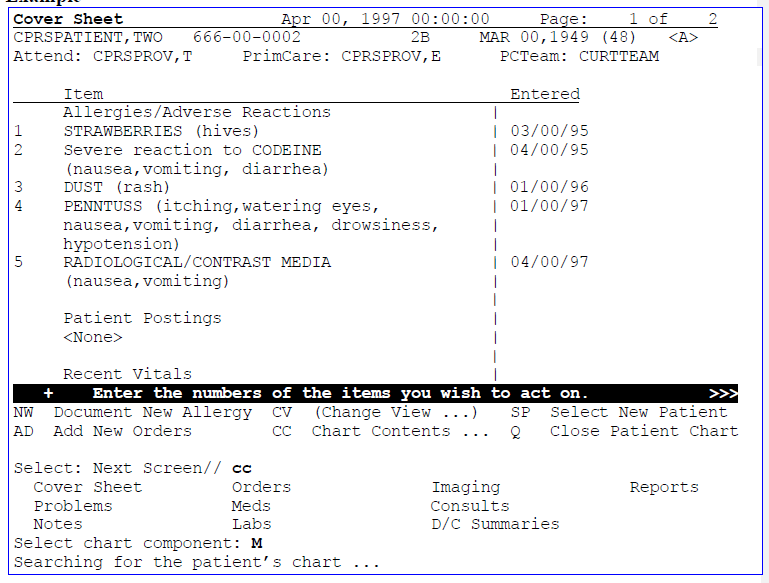 Cover Sheet Apr 00, 1997 00:00:00 Page: 1 of 2
CPRSPATIENT,TWO 666-00-0002 2B MAR 00,1949 (48) <A>
Attend: CPRSPROV,T PrimCare: CPRSPROV,E PCTeam: CURTTEAM
Item Entered
Allergies/Adverse Reactions |
1 STRAWBERRIES (hives) | 03/00/95
2 Severe reaction to CODEINE | 04/00/95
(nausea,vomiting, diarrhea) |
3 DUST (rash) | 01/00/96
4 PENNTUSS (itching,watering eyes, | 01/00/97
nausea,vomiting, diarrhea, drowsiness, |
hypotension) |
5 RADIOLOGICAL/CONTRAST MEDIA | 04/00/97
(nausea,vomiting) |
|
Patient Postings |
<None> |
|
Recent Vitals |
+ Enter the numbers of the items you wish to act on. >>>
NW Document New Allergy CV (Change View ...) SP Select New Patient
AD Add New Orders CC Chart Contents ... Q Close Patient Chart
Select: Next Screen// cc
Cover Sheet Orders Imaging Reports
Problems Meds Consults
Notes Labs D/C Summaries
Select chart component: M
Searching for the patient’s chart ...